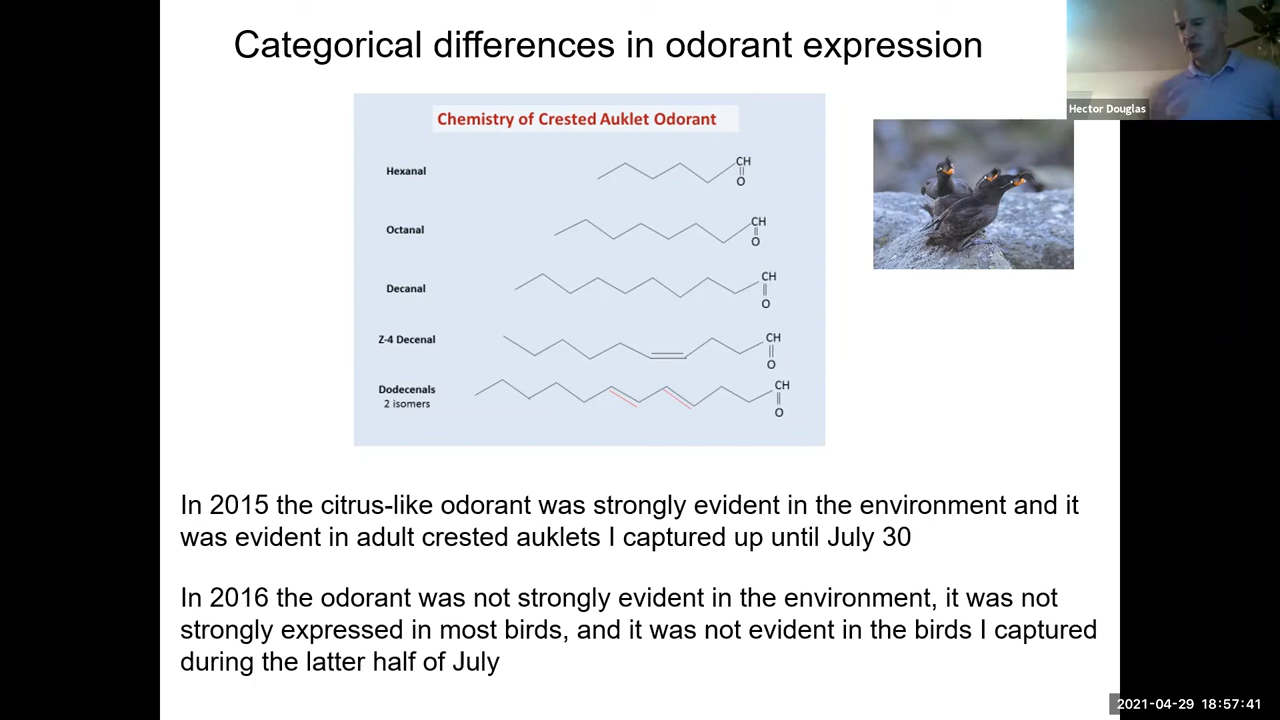 Categorical differences in odorant expression
Hector Douglas
Chemistry of Crested Auklet Odorant
Hexanal
CH
O
Octanal
CH
O
Decanal
CH
O
Z-4 Decenal
CH
O
Dodecenals
2 isomers
CH
O
In 2015 the citrus-like odorant was strongly evident in the environment and it
was evident in adult crested auklets I captured up until July 30
In 2016 the odorant was not strongly evident in the environment, it was not
strongly expressed in most birds, and it was not evident in the birds I captured
during the latter half of July
2021-04-29 18:57:41